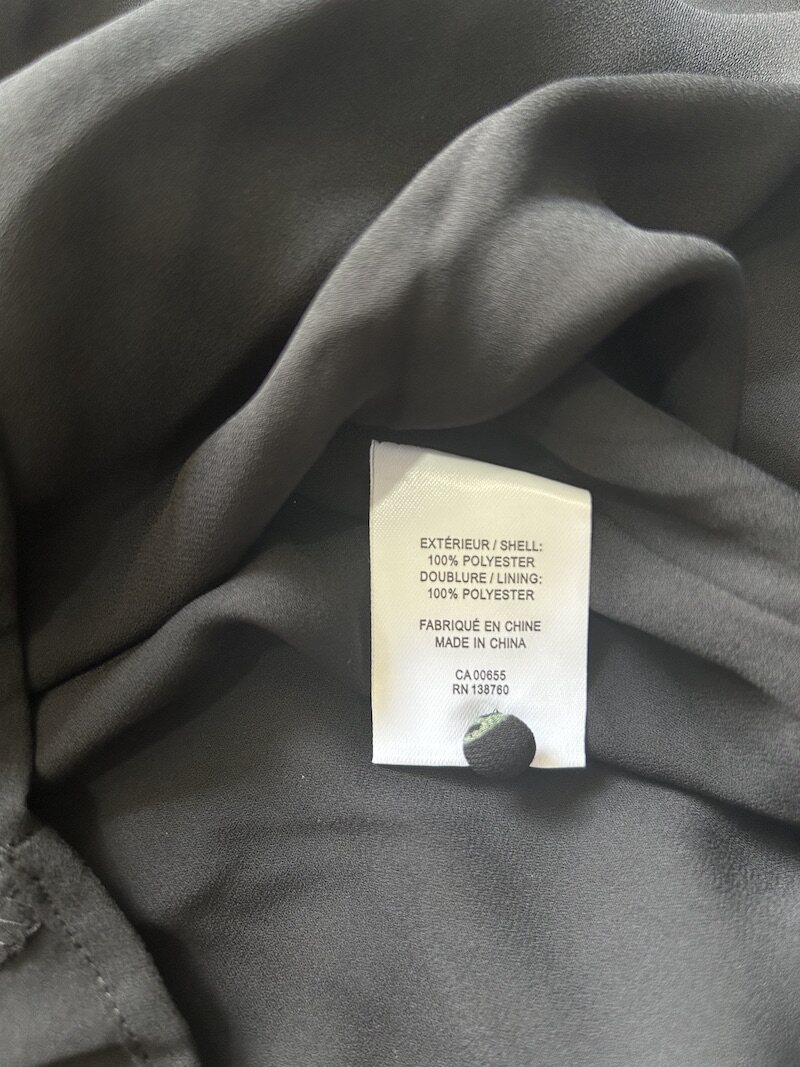 EXTÉRIEUR / SHELL:
100% POLYESTER
DOUBLURE / LINING:
100% POLYESTER
FABRIQUÉ EN CHINE
MADE IN CHINA
CA 00655
RN 138760